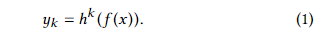 y_k = h^k(f(x)). (1)